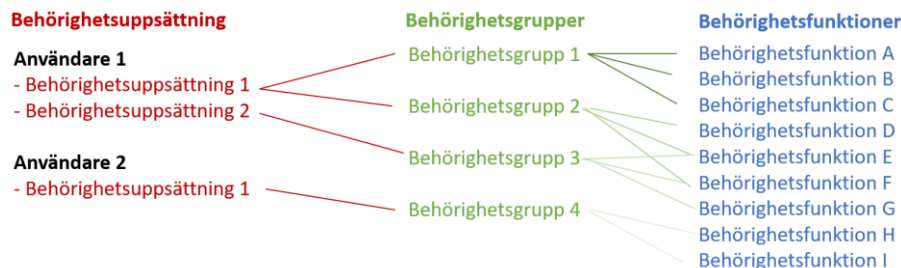 Behörighetsuppsättning
Användare 1
- Behörighetsuppsättning 1
- Behörighetsuppsättning 2
Användare 2
- Behörighetsuppsättning 1
Behörighetsgrupper
Behörighetsgrupp 1
Behörighetsgrupp 2
Behörighetsgrupp 3
Behörighetsgrupp 4
Behörighetsfunktioner
Behörighetsfunktion A
Behörighetsfunktion B
Behörighetsfunktion C
Behörighetsfunktion D
Behörighetsfunktion E
Behörighetsfunktion F
Behörighetsfunktion G
Behörighetsfunktion H
Behörighetsfunktion I